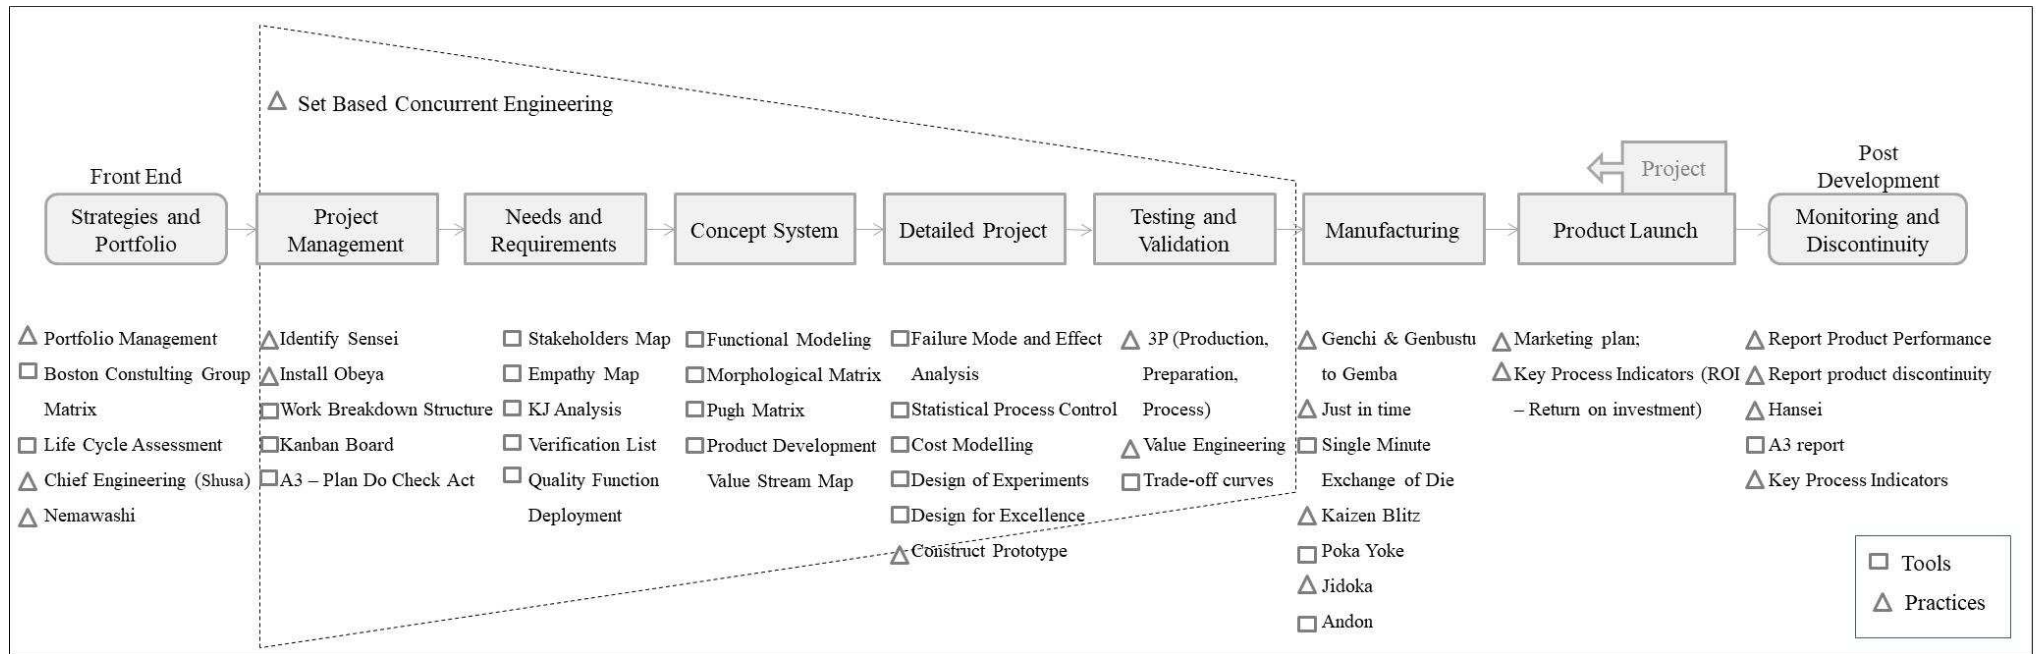 Set Based Concurrent Engineering
Front End
Strategies and
Portfolio
Project
Management
Needs and
Requirements
Concept System
Detailed Project
Testing and
Validation
Manufacturing
Project
Product Launch
Post
Development
Monitoring and
Discontinuity
Portfolio Management
Boston Constulting Group
Matrix
Life Cycle Assessment
Chief Engineering (Shusa)
Nemawashi
Identify Sensei
Install Obeya
Work Breakdown Structure
Kanban Board
A3 – Plan Do Check Act
Stakeholders Map
Empathy Map
KJ Analysis
Verification List
Quality Function
Deployment
Functional Modeling
Morphological Matrix
Pugh Matrix
Product Development
Value Stream Map
Failure Mode and Effect
Analysis
Statistical Process Control
Cost Modelling
Design of Experiments
Design for Excellence
Construct Prototype
3P (Production,
Preparation,
Process)
Value Engineering
Trade-off curves
Genchi & Genbustu
to Gemba
Just in time
Single Minute
Exchange of Die
Kaizen Blitz
Poka Yoke
Jidoka
Andon
Marketing plan;
Key Process Indicators (ROI
– Return on investment)
Report Product Performance
Report product discontinuity
Hansei
A3 report
Key Process Indicators
Tools
Practices